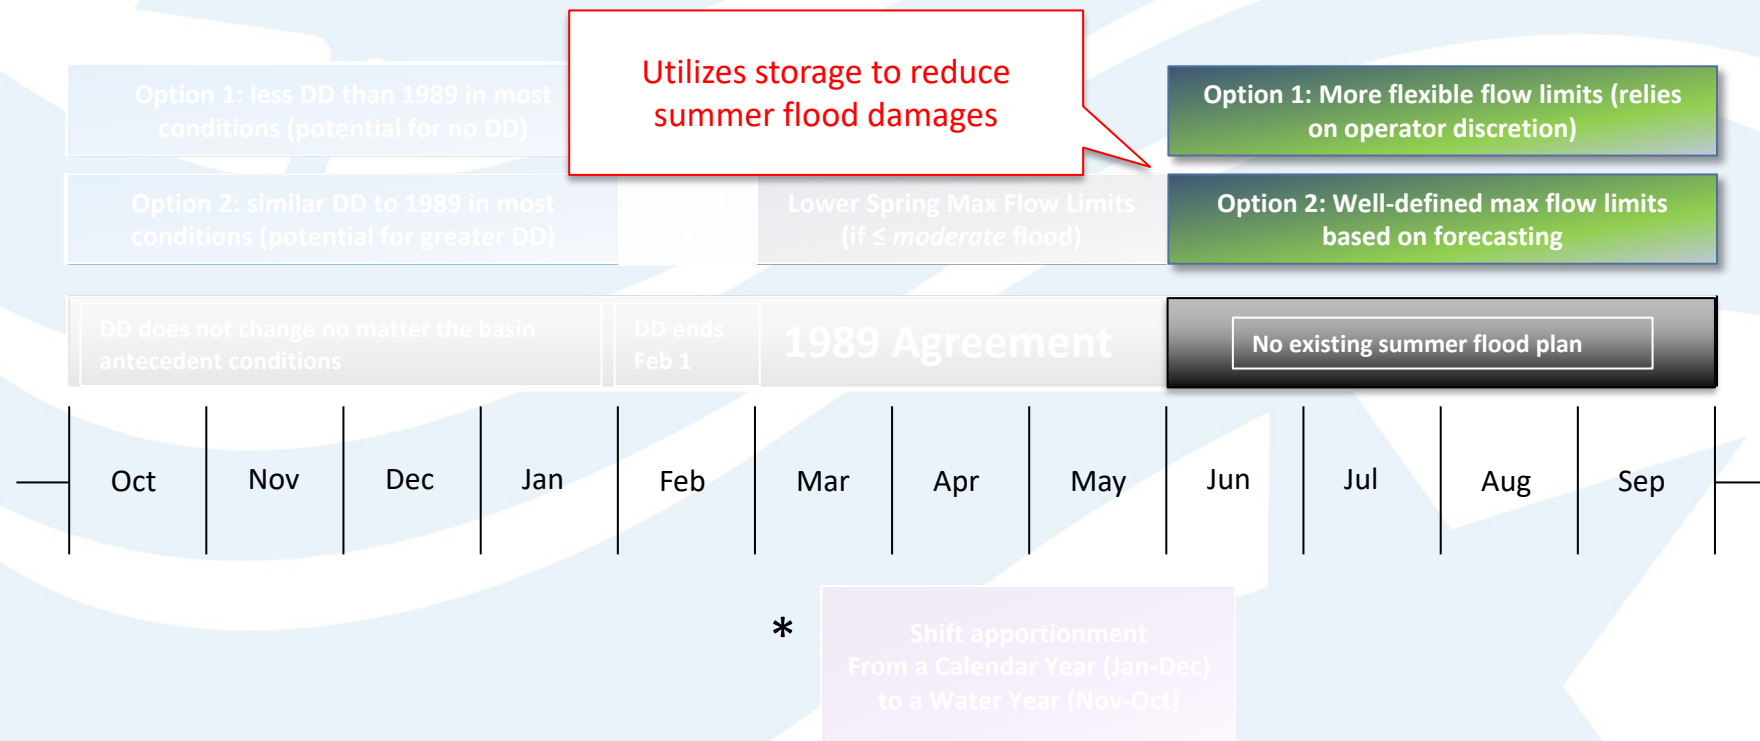 Utilizes storage to reduce
summer flood damages
Option 1: less DD than 1989 in most
conditions (potential for no DD)
Option 1: More flexible flow limits (relies
on operator discretion)
Option 2: similar DD to 1989 in most
conditions (potential for greater DD)
Lower Spring Max Flow Limits
(if ≤ moderate flood)
Option 2: Well-defined max flow limits
based on forecasting
DD does not change no matter the basin
antecedent conditions
DD ends
Feb 1
1989 Agreement
No existing summer flood plan
Oct
Nov
Dec
Jan
Feb
Mar
Apr
May
Jun
Jul
Aug
Sep
*
Shift apportionment
From a Calendar Year (Jan-Dec)
to a Water Year (Nov-Oct)